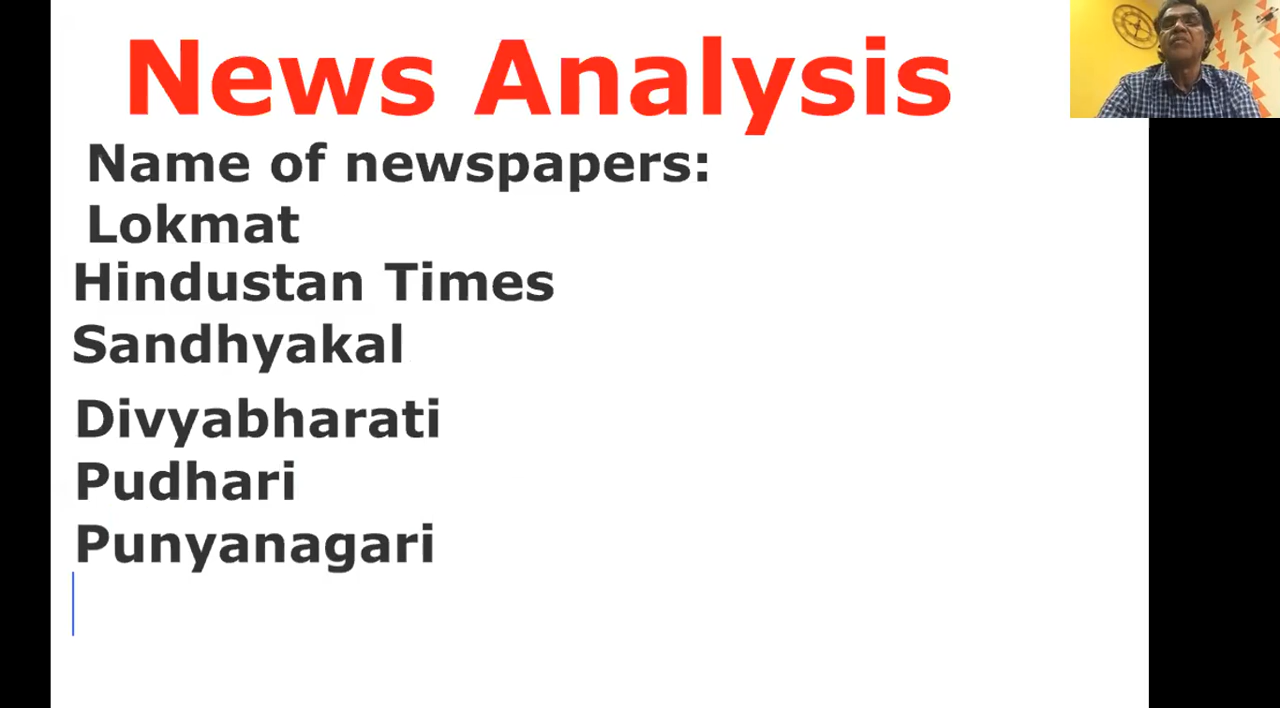 News Analysis
Name of newspapers:
Lokmat
Hindustan Times
Sandhyakal
Divyabharati
Pudhari
Punyanagari